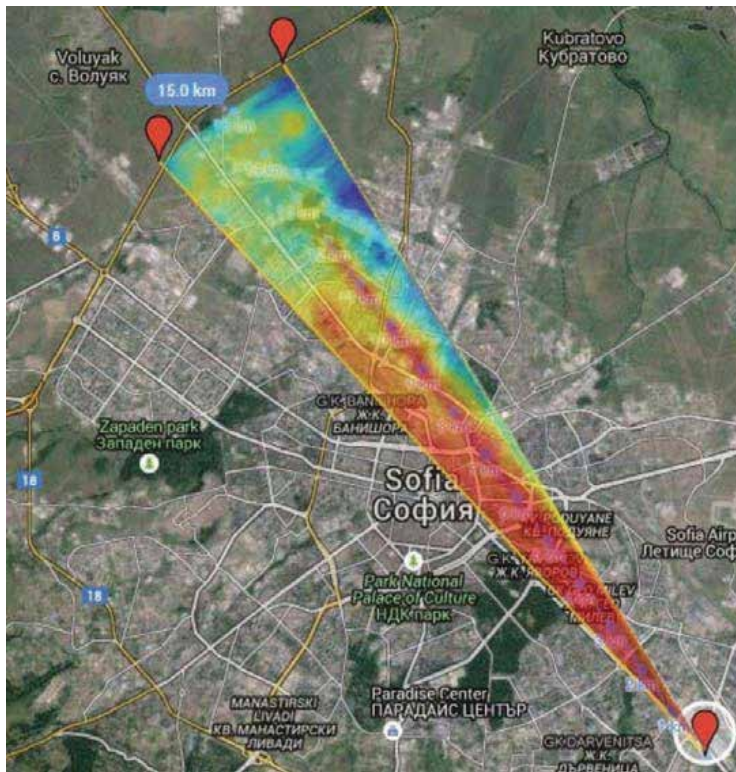 Voluyak
с. Волуяк
Kubratovo
Кубратово
15.0 km
6
G.K. BANISHORA
Ж.К.
БАНИШОРА
Zapaden park
Западен парк
18
Sofia
София
Sofia Airp
Летище Соф
Park National
Palace of Culture
НДК парк
18
Paradise Center
ПАРАДАЙС ЦЕНТЪР
MANASTIRSKI
LIVADI
КВ. МАНАСТИРСКИ
ЛИВАДИ
GK DARVENITSA
Ж.К.
ДЪРВЕНИЦА